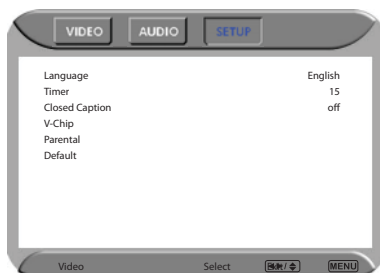 VIDEO AUDIO SETUP
Language English
Timer 15
Closed Caption off
V-Chip
Parental
Default
Video Select MENU